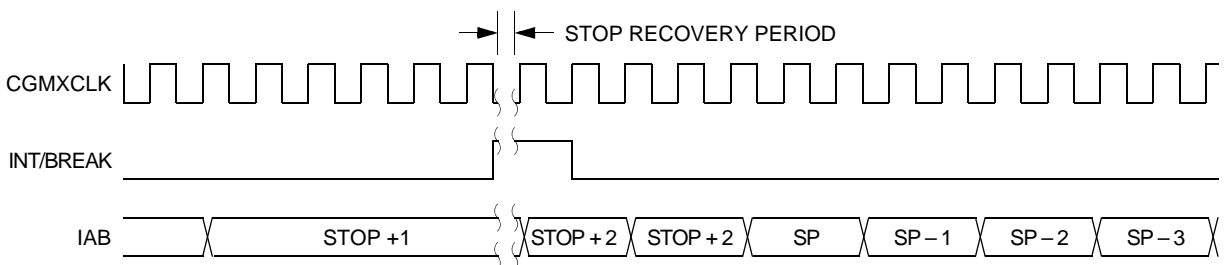 STOP RECOVERY PERIOD
CGMXCLK
INT/BREAK
IAB STOP +1 STOP + 2 STOP + 2 SP SP – 1 SP – 2 SP – 3